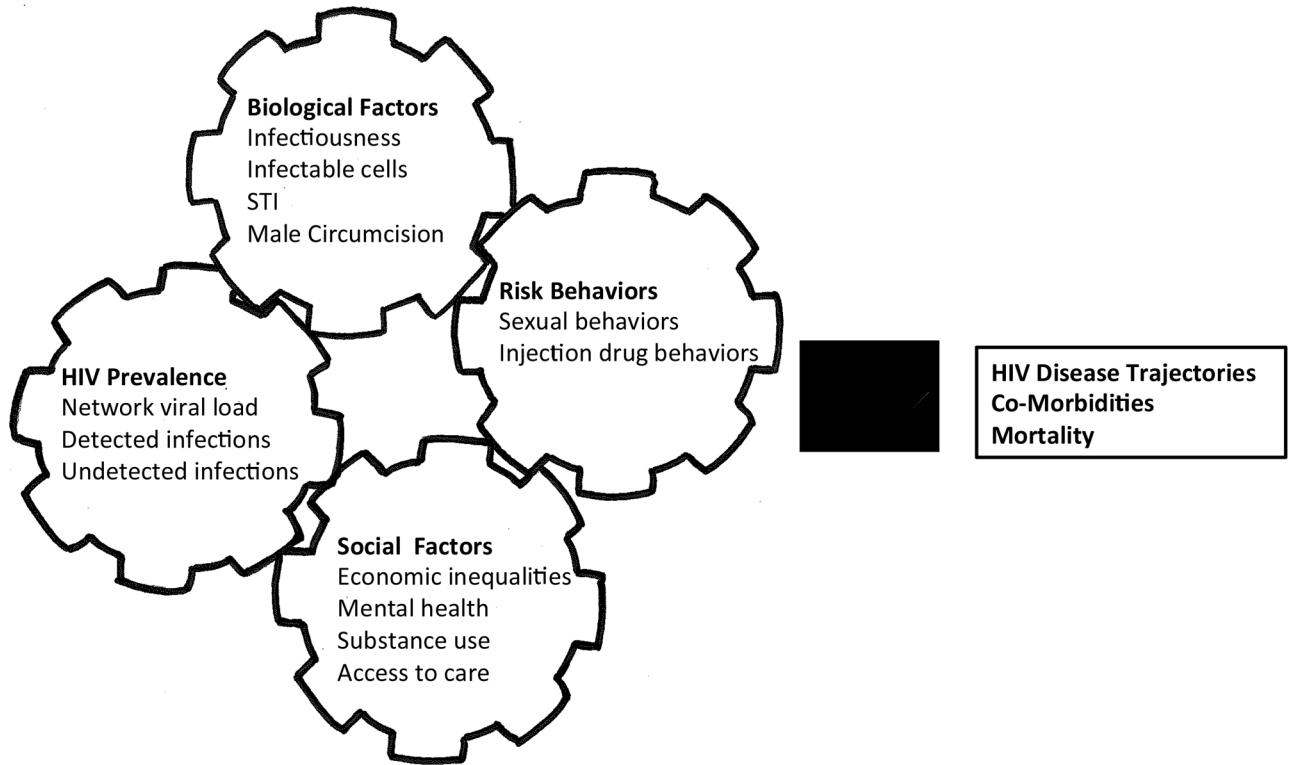 Biological Factors
Infectiousness
Infectable cells
STI
Male Circumcision
Risk Behaviors
Sexual behaviors
Injection drug behaviors
HIV Prevalence
Network viral load
Detected infections
Undetected infections
Social Factors
Economic inequalities
Mental health
Substance use
Access to care
HIV Disease Trajectories
Co-Morbidities
Mortality